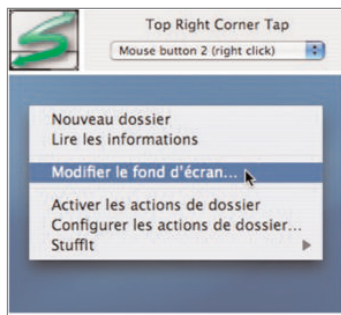 Top Right Corner Tap
Mouse button 2 (right click)
Nouveau dossier
Lire les informations
Modifier le fond d'écran...
Activer les actions de dossier
Configurer les actions de dossier...
StuffIt